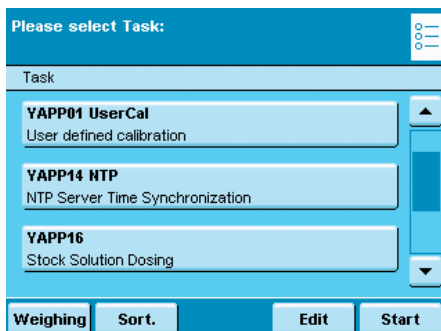 Please select Task:
Task
YAPP01 UserCal
User defined calibration
YAPP14 NTP
NTP Server Time Synchronization
YAPP16
Stock Solution Dosing
Weighing Sort. Edit Start